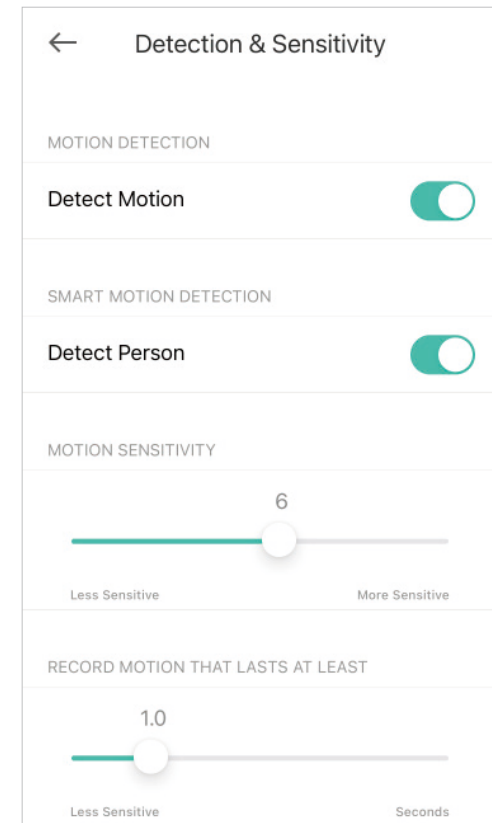 Detection & Sensitivity
MOTION DETECTION
Detect Motion
SMART MOTION DETECTION
Detect Person
MOTION SENSITIVITY
6
Less Sensitive More Sensitive
RECORD MOTION THAT LASTS AT LEAST
1.0
Less Sensitive Seconds